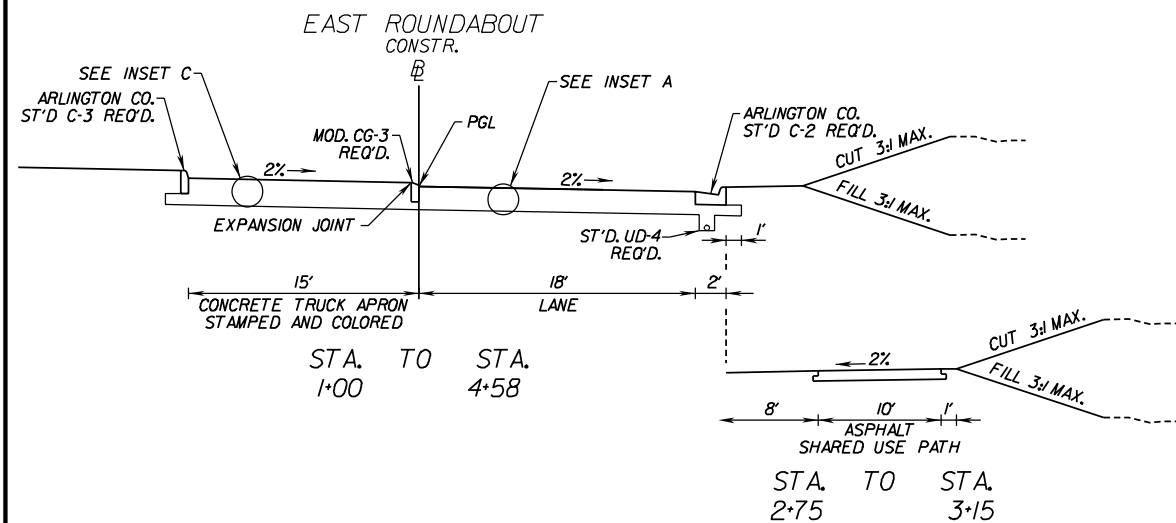 EAST ROUNDABOUT
CONSTR.
BL
SEE INSET C
SEE INSET A
ARLINGTON CO.
ST'D C-3 REQ'D.
MOD. CG-3
REQ'D.
PGL
ARLINGTON CO.
ST'D C-2 REQ'D.
CUT 3:1 MAX.
2%
2%
FILL 3:1 MAX.
EXPANSION JOINT
ST'D. UD-4
REQ'D.
1'
15'
18'
2'
CONCRETE TRUCK APRON
STAMPED AND COLORED
LANE
STA. TO STA.
1+00 4+58
CUT 3:1 MAX.
2%
FILL 3:1 MAX.
8'
10'
1'
ASPHALT
SHARED USE PATH
STA. TO STA.
2+75 3+15